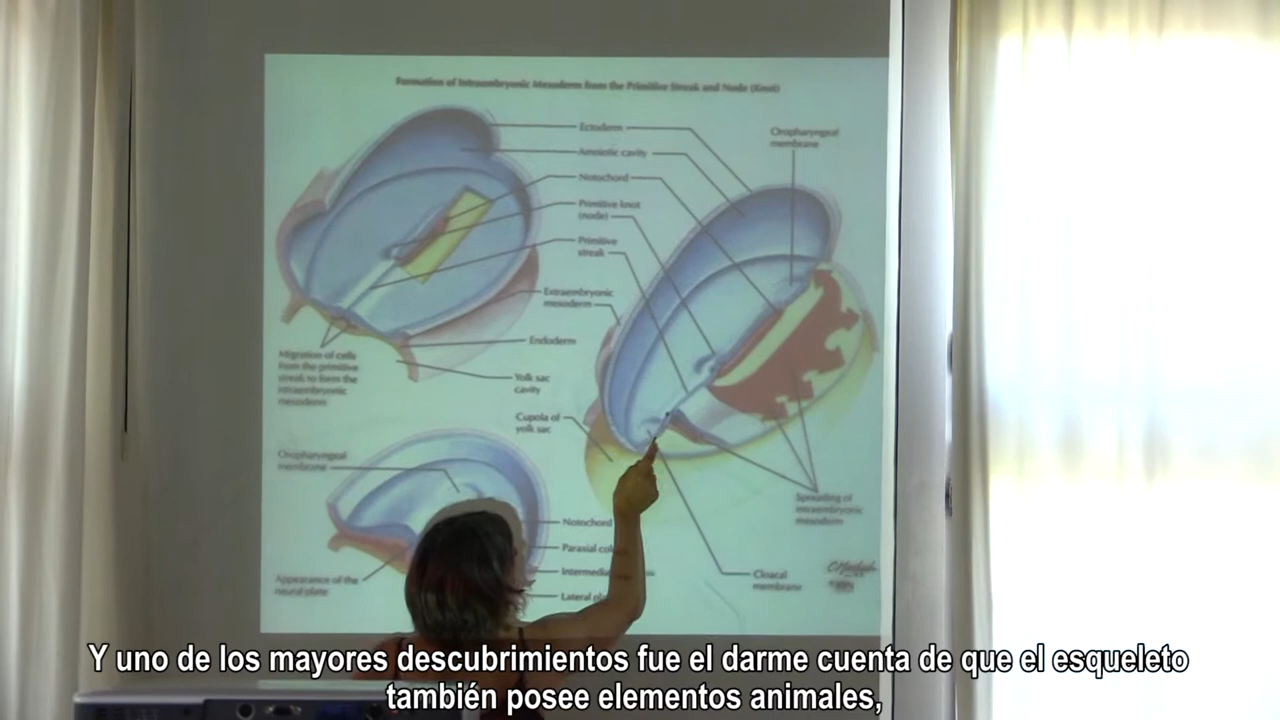 Formation of Intraembryonic Mesoderm from the Primitive Streak and Node (Knot)
Ectoderm
Amniotic cavity
Notochord
Primitive knot
(node)
Primitive
streak
Extraembryonic
mesoderm
Endoderm
Yolk sac
cavity
Cupola of
yolk sac
Oropharyngeal
membrane
Migration of cells
from the primitive
streak to form the
intraembryonic
mesoderm
Oropharyngeal
membrane
Appearance of the
neural plate
Notochord
Paraxial
Lateral
Spreading of
intraembryonic
mesoderm
Cloacal
membrane
Y uno de los mayores descubrimientos fue el darme cuenta de que el esqueleto
también posee elementos animales,